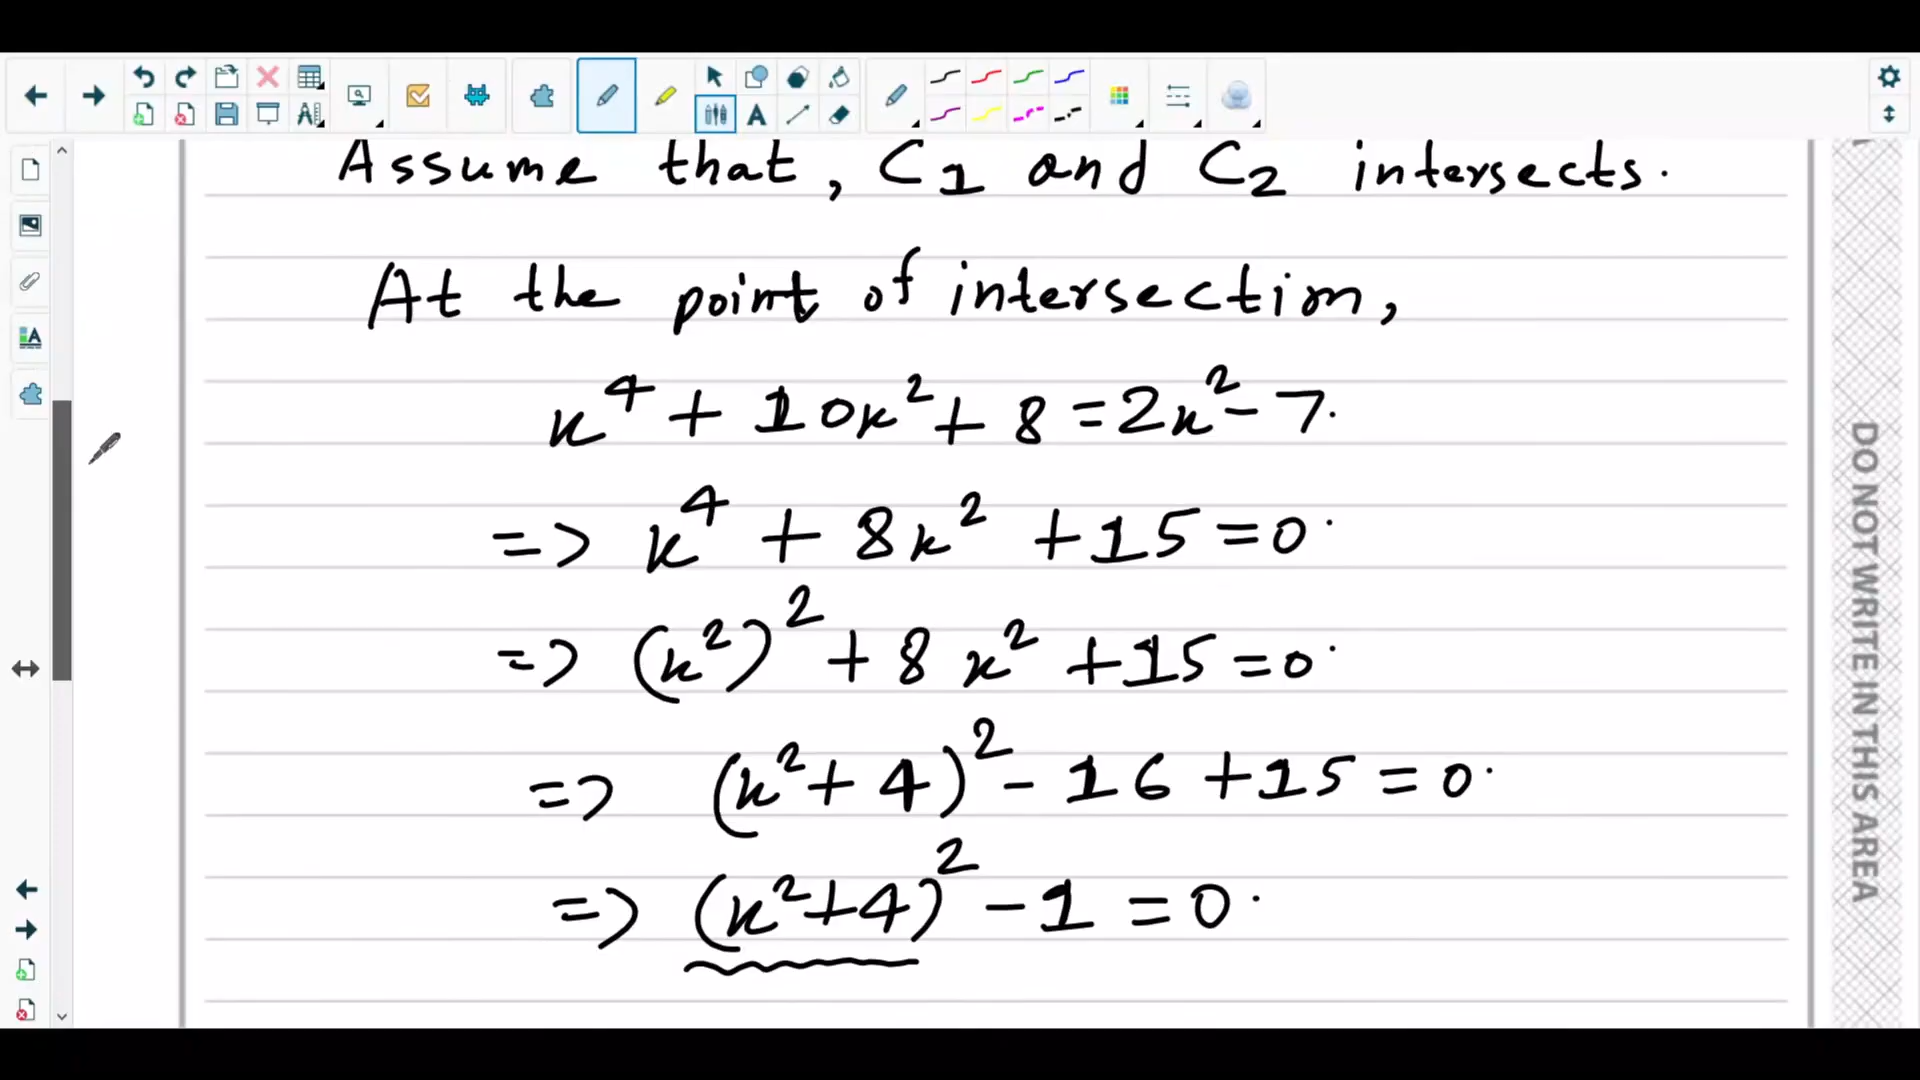 Assume that, C1 and C2 intersects.
At the point of intersection,
x⁴ + 10x² + 8 = 2x² - 7.
=> x⁴ + 8x² + 15 = 0.
=> (x²)² + 8x² + 15 = 0.
=> (x² + 4)² - 16 + 15 = 0.
=> (x² + 4)² - 1 = 0.
DO NOT WRITE IN THIS AREA